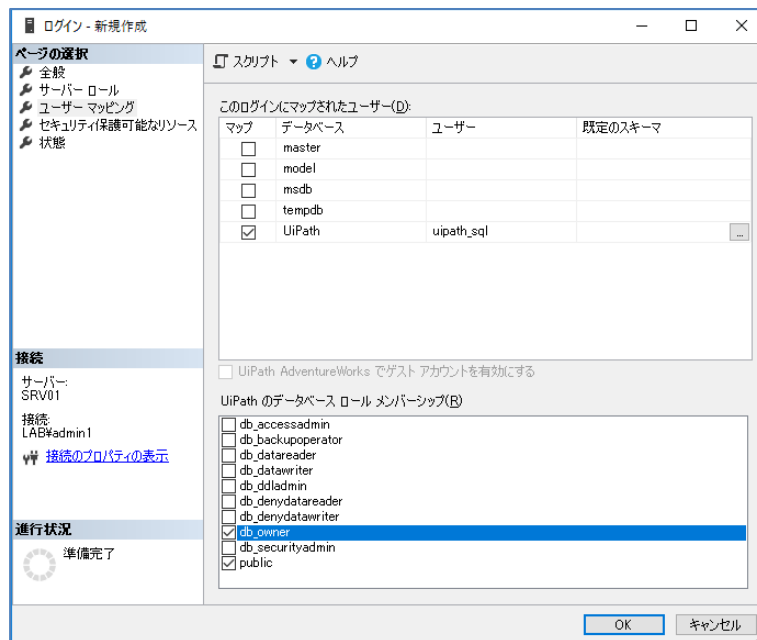 ログイン - 新規作成
ページの選択
全般
サーバー ロール
ユーザー マッピング
セキュリティ保護可能なリソース
状態
スクリプト ヘルプ
このログインにマップされたユーザー(D):
マップ データベース ユーザー 既定のスキーマ
master
model
msdb
tempdb
UiPath uipath_sql ...
UiPath AdventureWorks でゲスト アカウントを有効にする
UiPath のデータベース ロール メンバーシップ(R)
db_accessadmin
db_backupoperator
db_datareader
db_datawriter
db_ddladmin
db_denydatareader
db_denydatawriter
db_owner
db_securityadmin
public
接続
サーバー:
SRV01
接続:
LAB¥admin1
接続のプロパティの表示
進行状況
準備完了
OK キャンセル